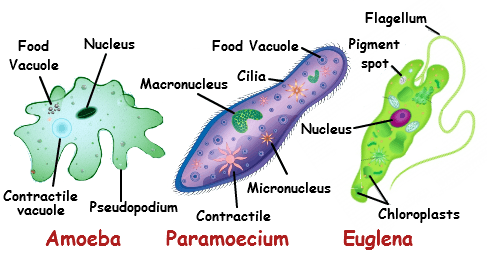 Food
Vacuole
Nucleus
Contractile
vacuole
Pseudopodium
Amoeba
Food Vacuole
Cilia
Macronucleus
Micronucleus
Contractile
Paramoecium
Flagellum
Pigment
spot
Nucleus
Chloroplasts
Euglena